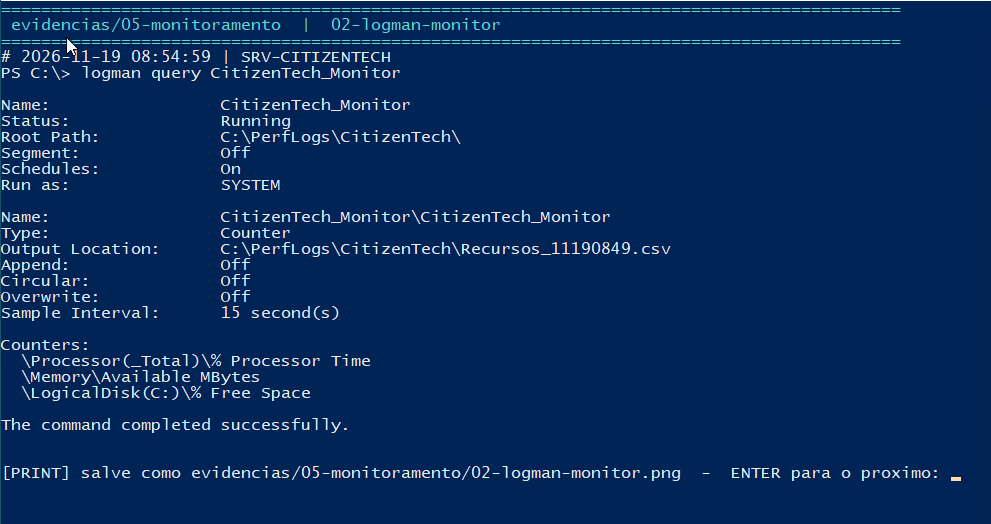 ==========================================================================================
evidencias/05-monitoramento  |  02-logman-monitor
==========================================================================================
# 2026-11-19 08:54:59 | SRV-CITIZENTECH
PS C:\> logman query CitizenTech_Monitor
Name:                 CitizenTech_Monitor
Status:               Running
Root Path:            C:\PerfLogs\CitizenTech\
Segment:              Off
Schedules:            On
Run as:               SYSTEM
Name:                 CitizenTech_Monitor\CitizenTech_Monitor
Type:                 Counter
Output Location:      C:\PerfLogs\CitizenTech\Recursos_11190849.csv
Append:               Off
Circular:             Off
Overwrite:            Off
Sample Interval:      15 second(s)
Counters:
\Processor(_Total)\% Processor Time
\Memory\Available MBytes
\LogicalDisk(C:)\% Free Space
The command completed successfully.
[PRINT] salve como evidencias/05-monitoramento/02-logman-monitor.png  -  ENTER para o proximo: _